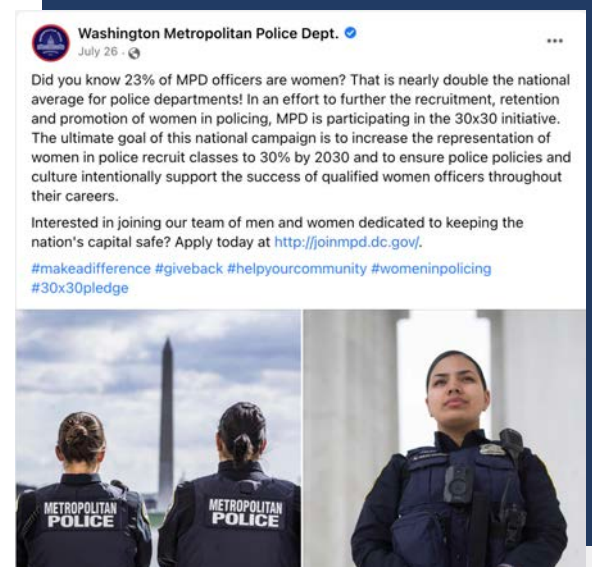 Washington Metropolitan Police Dept.
July 26 ·
Did you know 23% of MPD officers are women? That is nearly double the national
average for police departments! In an effort to further the recruitment, retention
and promotion of women in policing, MPD is participating in the 30x30 initiative.
The ultimate goal of this national campaign is to increase the representation of
women in police recruit classes to 30% by 2030 and to ensure police policies and
culture intentionally support the success of qualified women officers throughout
their careers.
Interested in joining our team of men and women dedicated to keeping the
nation's capital safe? Apply today at http://joinmpd.dc.gov/.
#makeadifference #giveback #helpyourcommunity #womeninpolicing
#30x30pledge
METROPOLITAN
POLICE
METROPOLITAN
POLICE